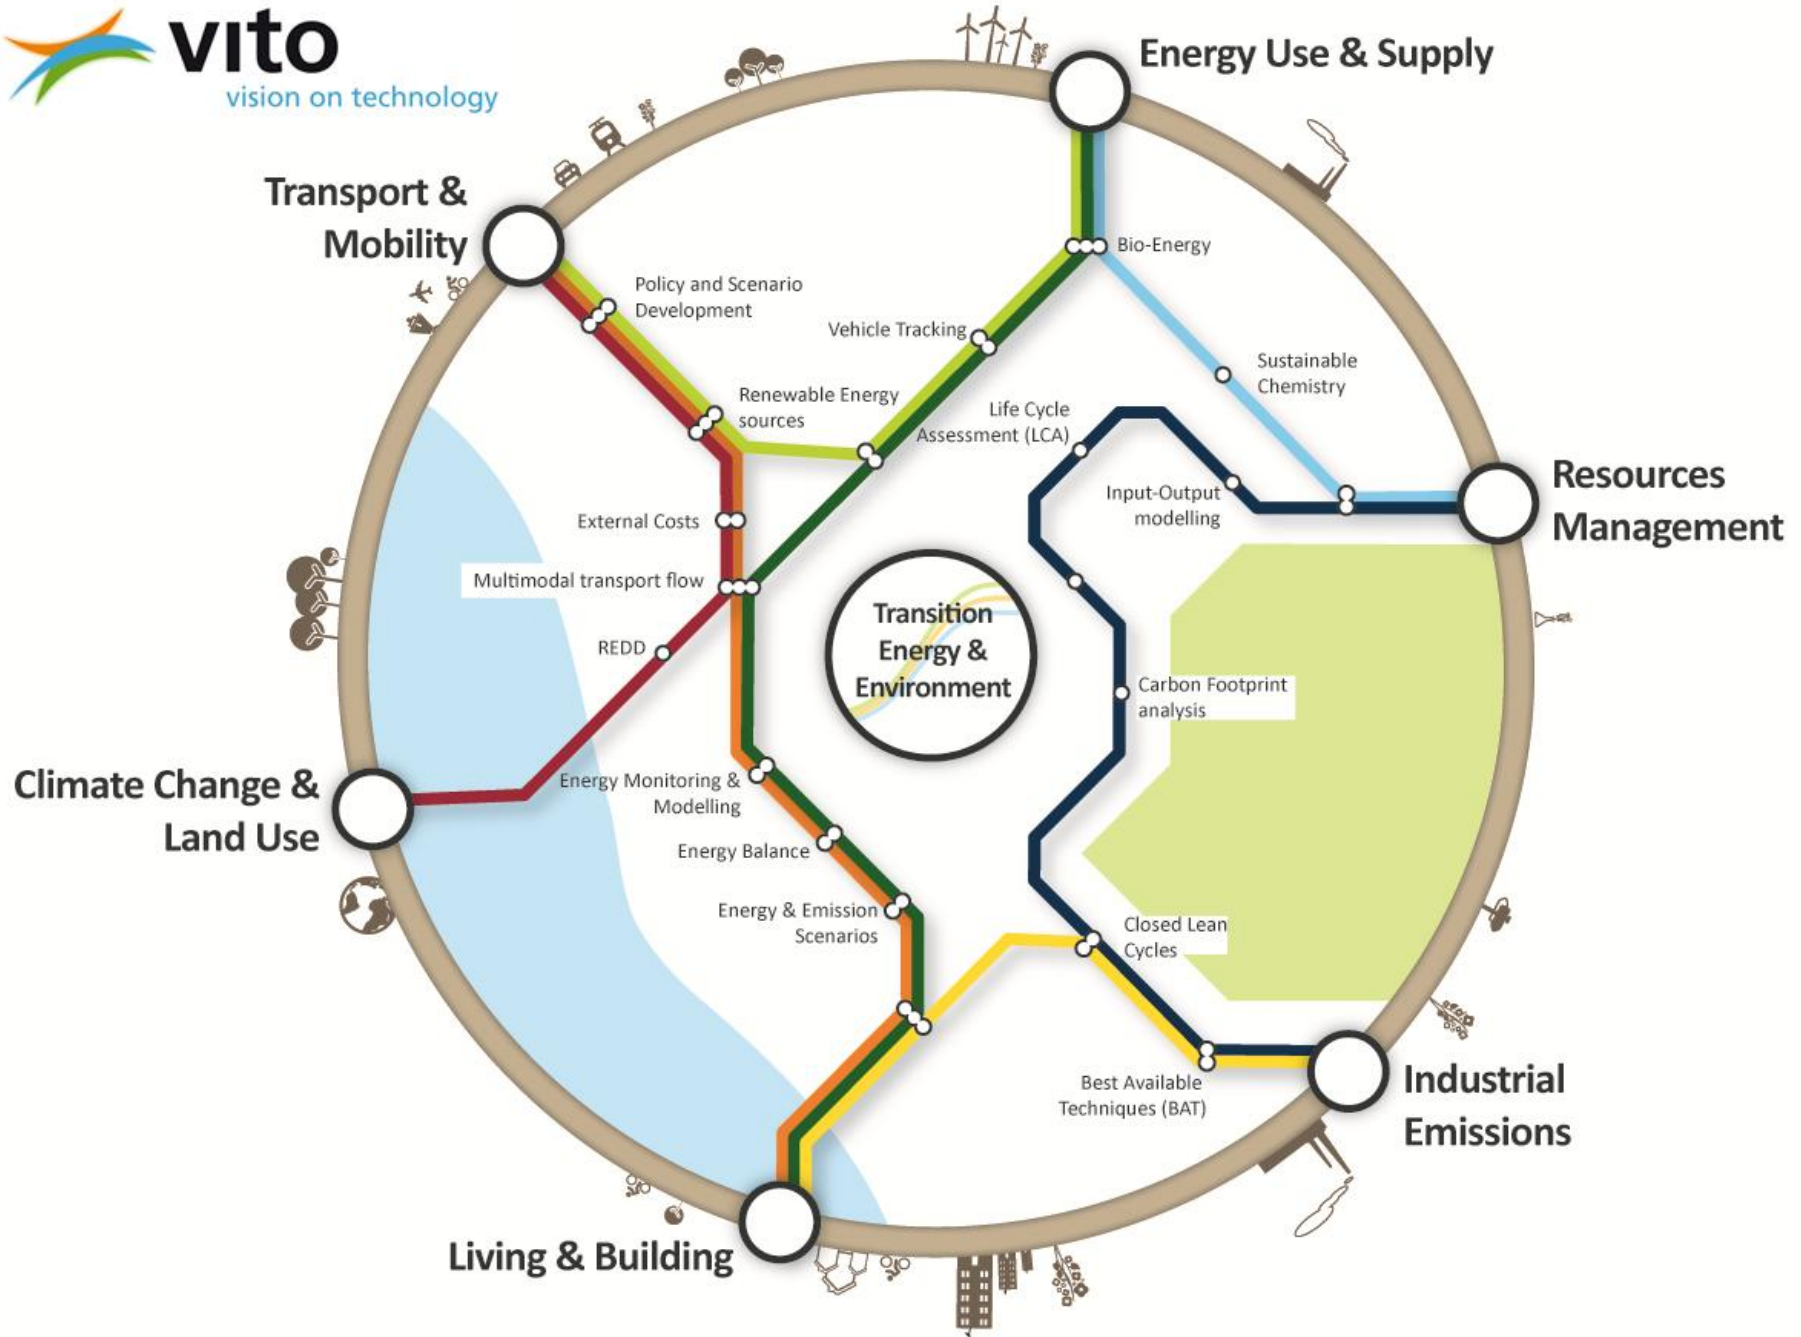 vito
vision on technology
Energy Use & Supply
Transport &
Mobility
Bio-Energy
Policy and Scenario
Development
Vehicle Tracking
Sustainable
Chemistry
Renewable Energy
sources
Life Cycle
Assessment (LCA)
Resources
Management
Input-Output
modelling
External Costs
Multimodal transport flow
Transition
Energy &
Environment
REDD
Carbon Footprint
analysis
Climate Change &
Land Use
Energy Monitoring &
Modelling
Energy Balance
Energy & Emission
Scenarios
Closed Lean
Cycles
Best Available
Techniques (BAT)
Industrial
Emissions
Living & Building